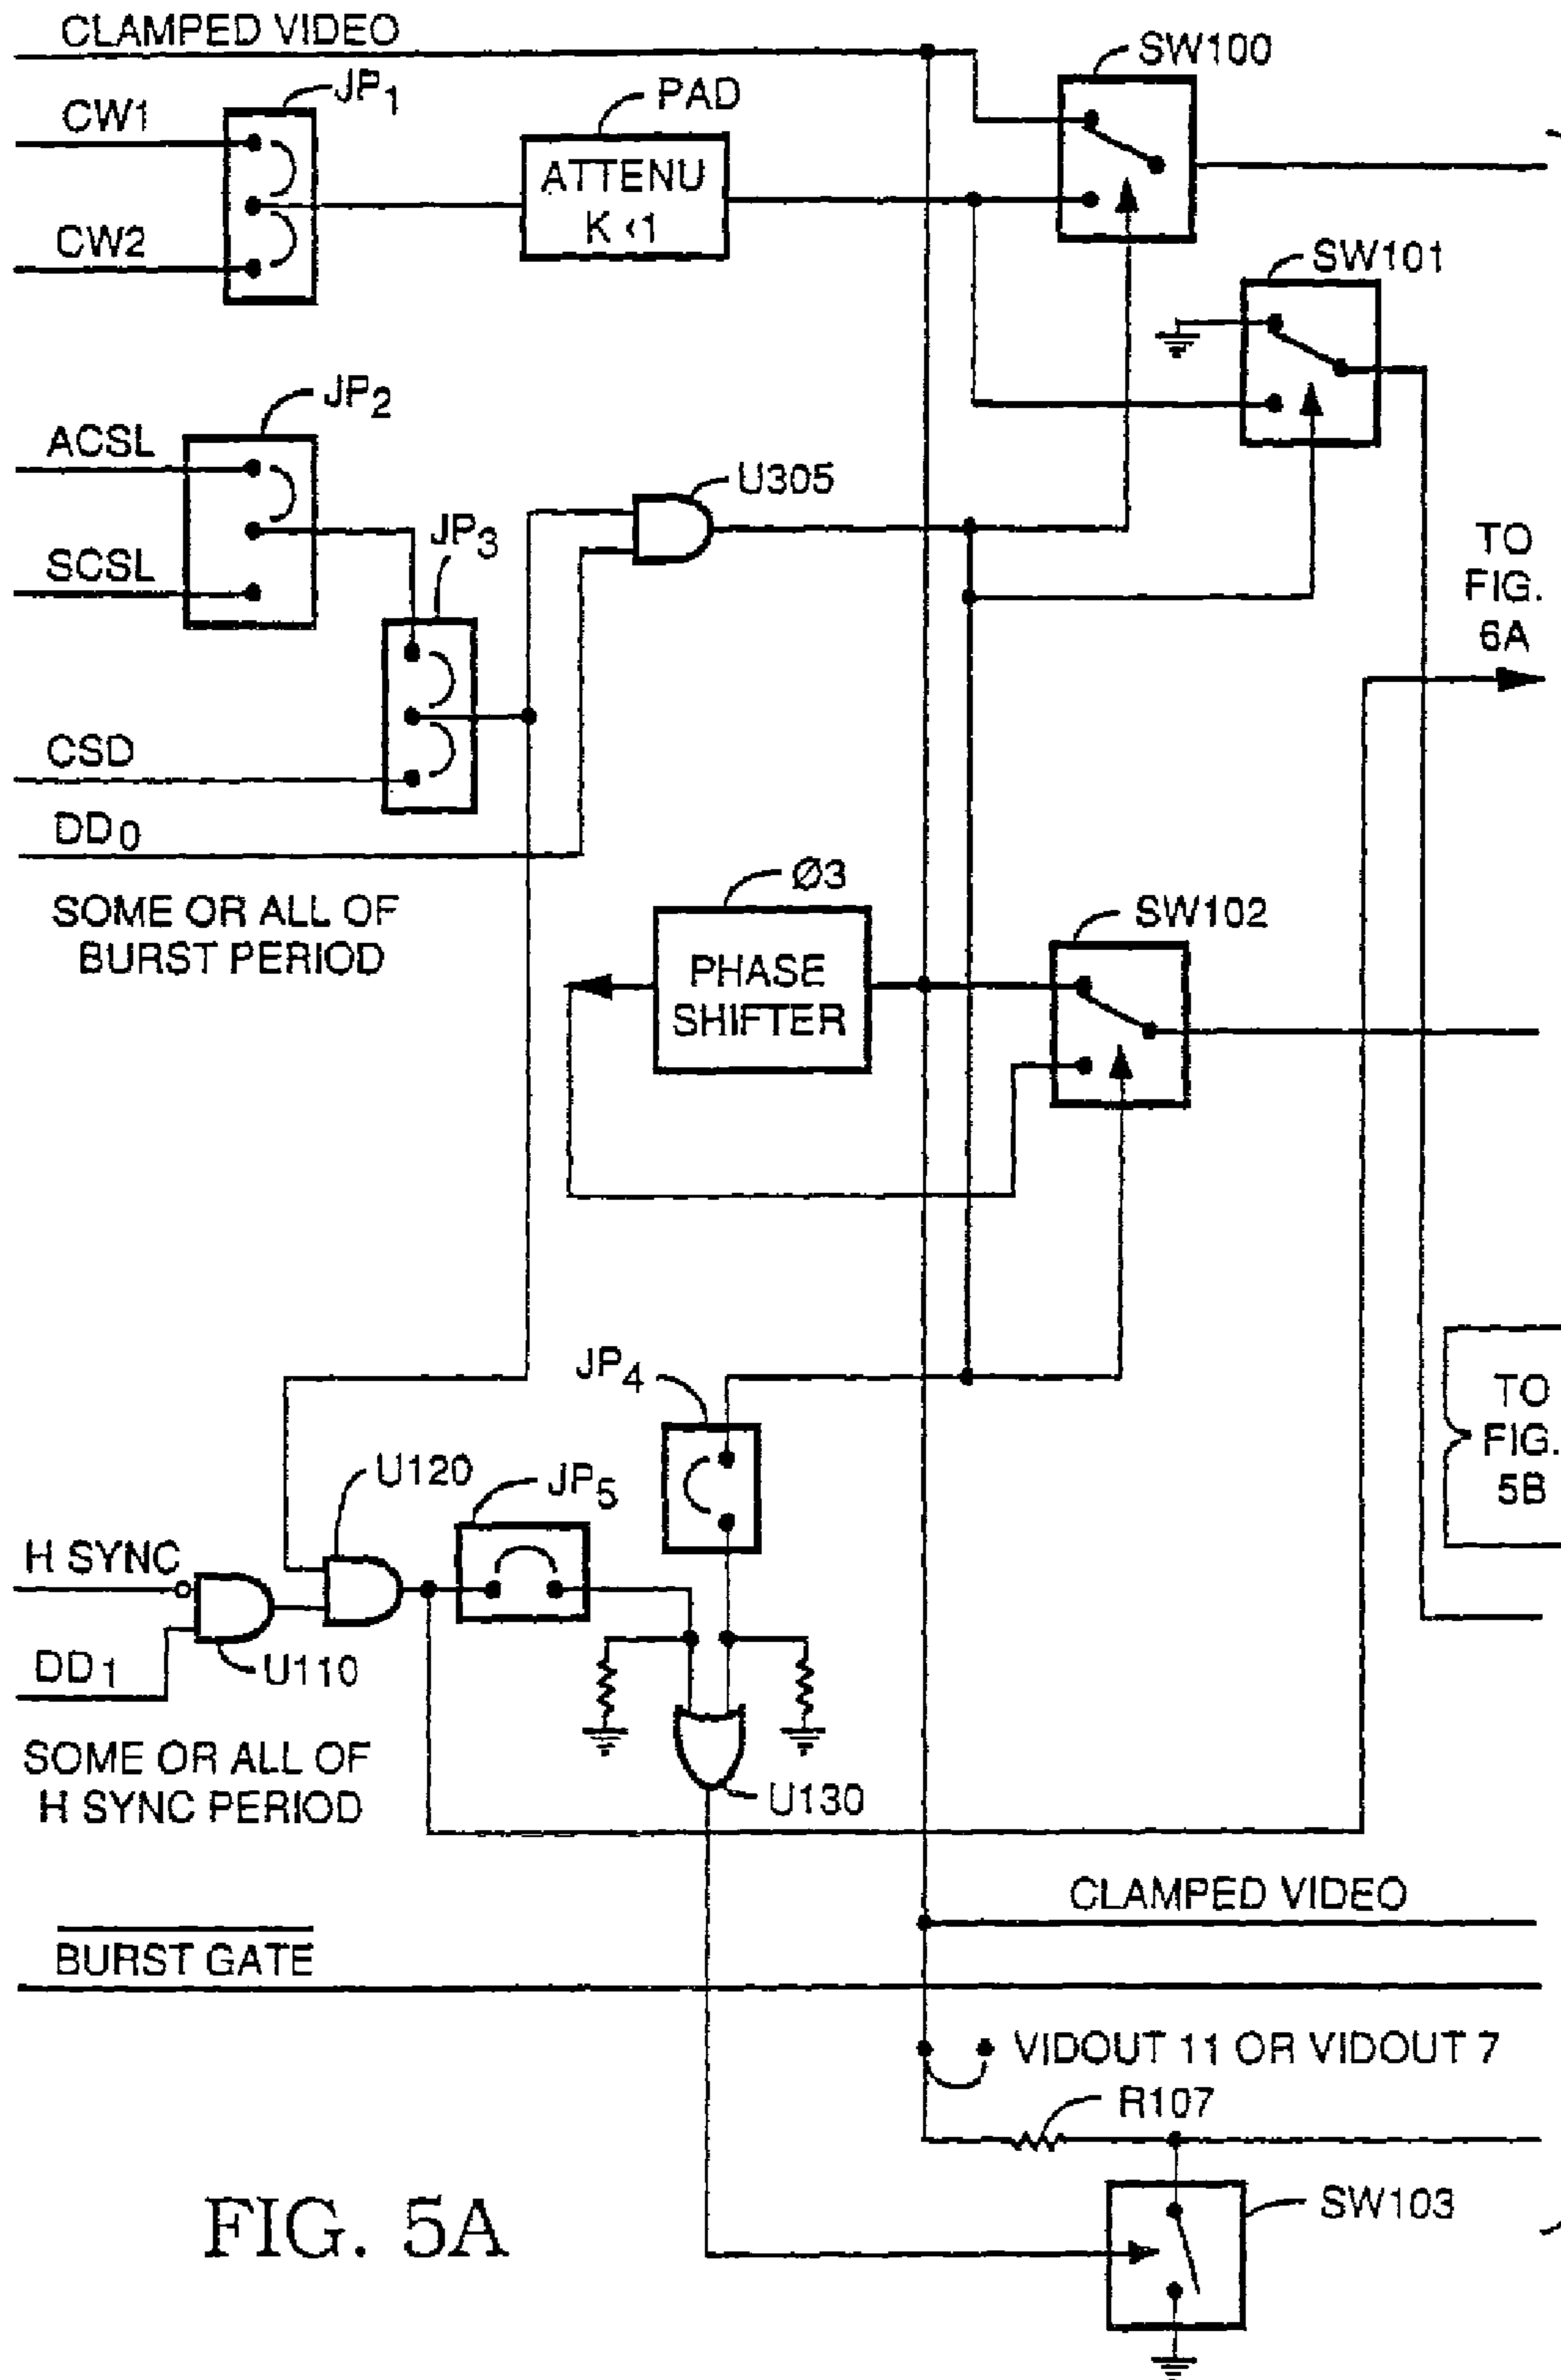 CLAMPED VIDEO
SW100
JP1
PAD
CW1
ATTENU
K <1
CW2
SW101
JP2
ACSL
U305
JP3
SCSL
TO
FIG.
6A
CSD
DD0
Ø3
SOME OR ALL OF
BURST PERIOD
SW102
PHASE
SHIFTER
JP4
TO
FIG.
5B
U120
JP5
H SYNC
DD1
U110
SOME OR ALL OF
H SYNC PERIOD
U130
CLAMPED VIDEO
BURST GATE
VIDOUT 11 OR VIDOUT 7
R107
SW103
FIG. 5A